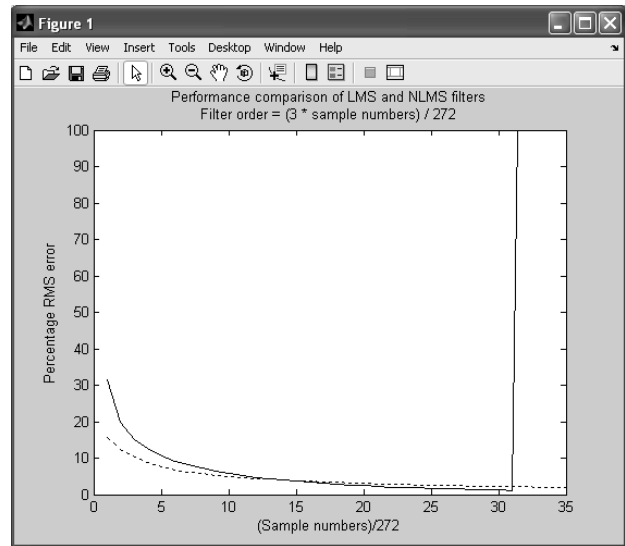 Figure 1
File Edit View Insert Tools Desktop Window Help
Performance comparison of LMS and NLMS filters
Filter order = (3 * sample numbers) / 272
100
90
80
70
60
50
40
30
20
10
0
Percentage RMS error
0 5 10 15 20 25 30 35
(Sample numbers)/272